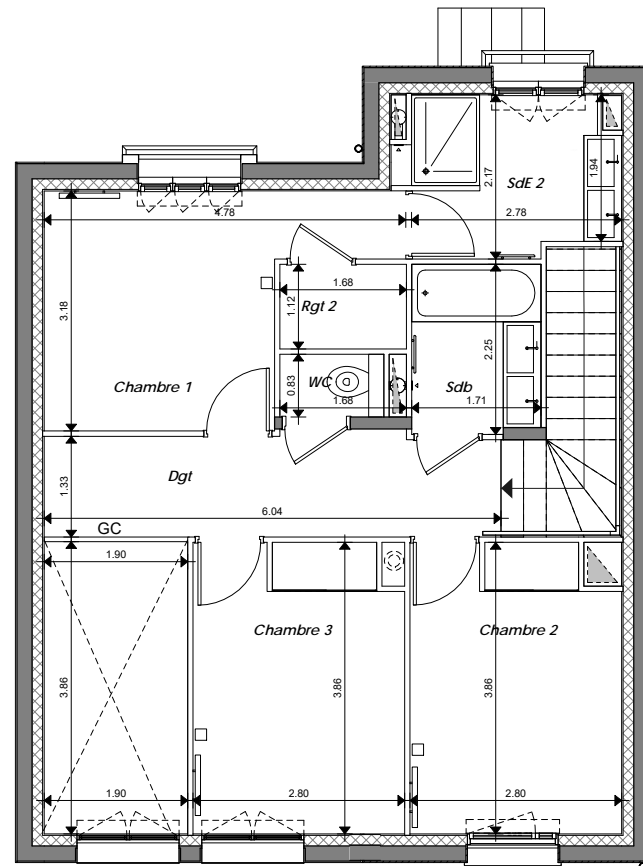 1.94
2.17
SdE 2
4.78
2.78
3.18
1.68
1.12
Rgt 2
2.25
Chambre 1
0.83
WC
1.68
Sdb
1.71
1.33
Dgt
6.04
GC
1.90
Chambre 3
Chambre 2
3.86
3.86
3.86
1.90
2.80
2.80